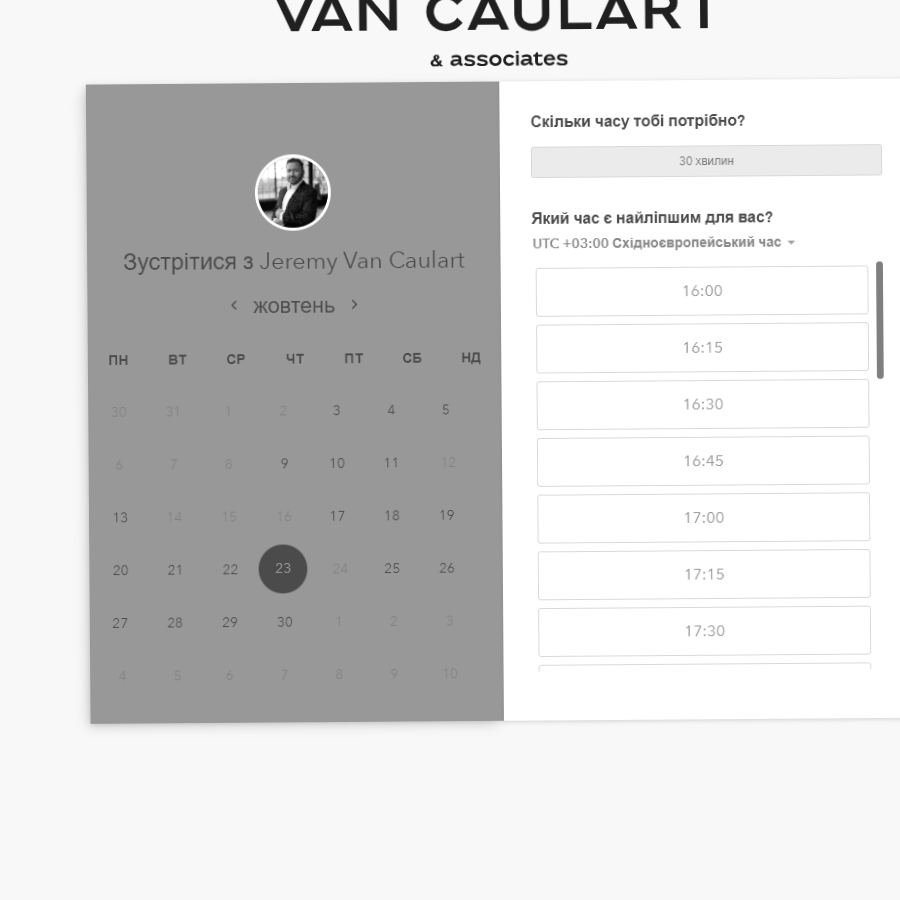 VAN CAULART
& associates
Зустрітися з Jeremy Van Caulart
‹ жовтень ›
ПН ВТ СР ЧТ ПТ СБ НД
30 31 1 2 3 4 5
6 7 8 9 10 11 12
13 14 15 16 17 18 19
20 21 22 23 24 25 26
27 28 29 30 1 2 3
4 5 6 7 8 9 10
Скільки часу тобі потрібно?
30 хвилин
Який час є найліпшим для вас?
UTC +03:00 Східноєвропейський час
16:00
16:15
16:30
16:45
17:00
17:15
17:30